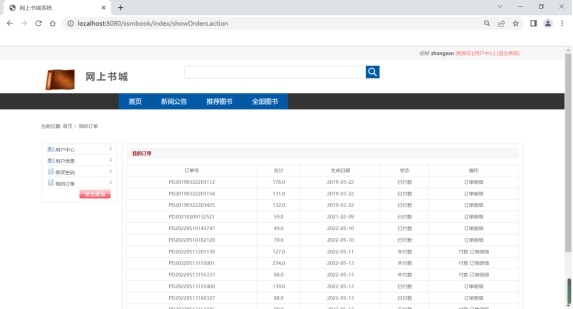 网上书城系统
localhost:8080/ssmbook/index/showOrders.action
你好 zhangsan [购物车][用户中心] [退出系统]
网上书城
首页 新闻公告 推荐图书 全部图书
当前位置: 首页 〉 我的订单
用户中心
用户信息
修改密码
我的订单
安全退出
我的订单
订单号 总计 生成日期 状态 操作
PD20190322203112 178.0 2019-03-22 已付款 订单明细
PD20190322203154 131.0 2019-03-22 已付款 订单明细
PD20190322203425 132.0 2019-03-22 已付款 订单明细
PD20210209132521 59.0 2021-02-09 已付款 订单明细
PD20220510145747 49.0 2022-05-10 已付款 订单明细
PD20220510182120 78.0 2022-05-10 已付款 订单明细
PD20220511201130 127.0 2022-05-11 未付款 付款 订单明细
PD20220513155001 234.0 2022-05-13 未付款 付款 订单明细
PD20220513155333 88.0 2022-05-13 未付款 付款 订单明细
PD20220513155400 139.0 2022-05-13 已付款 订单明细
PD20220513160327 88.0 2022-05-13 已付款 订单明细